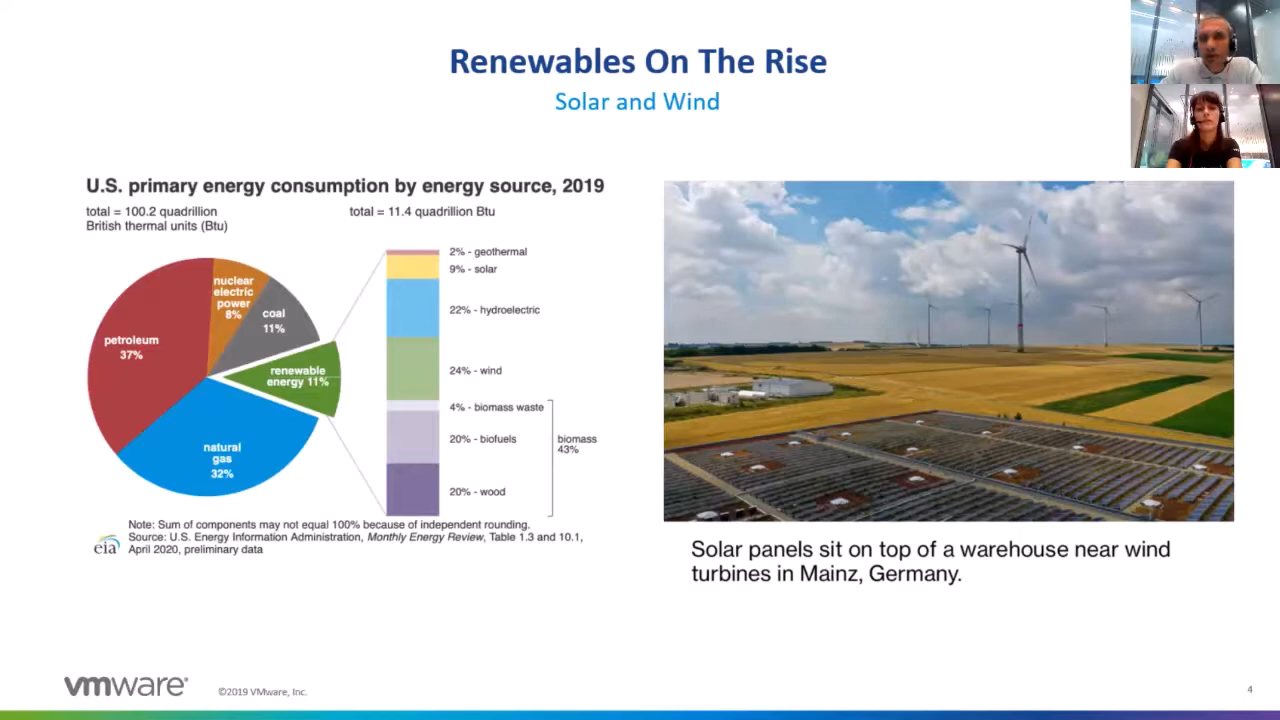 Renewables On The Rise
Solar and Wind
U.S. primary energy consumption by energy source, 2019
total = 100.2 quadrillion
British thermal units (Btu)
total = 11.4 quadrillion Btu
nuclear
electric
power
8%
coal
11%
petroleum
37%
renewable
energy 11%
natural
gas
32%
2% - geothermal
9% - solar
22% - hydroelectric
24% - wind
4% - biomass waste
20% - biofuels
20% - wood
biomass
43%
Note: Sum of components may not equal 100% because of independent rounding.
Source: U.S. Energy Information Administration, Monthly Energy Review, Table 1.3 and 10.1,
April 2020, preliminary data
eia
Solar panels sit on top of a warehouse near wind
turbines in Mainz, Germany.
vmware®
©2019 VMware, Inc.
4